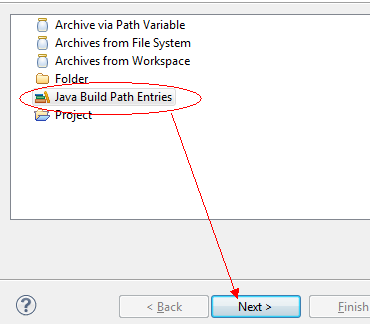 Archive via Path Variable
Archives from File System
Archives from Workspace
Folder
Java Build Path Entries
Project
?
< Back
Next >
Finish